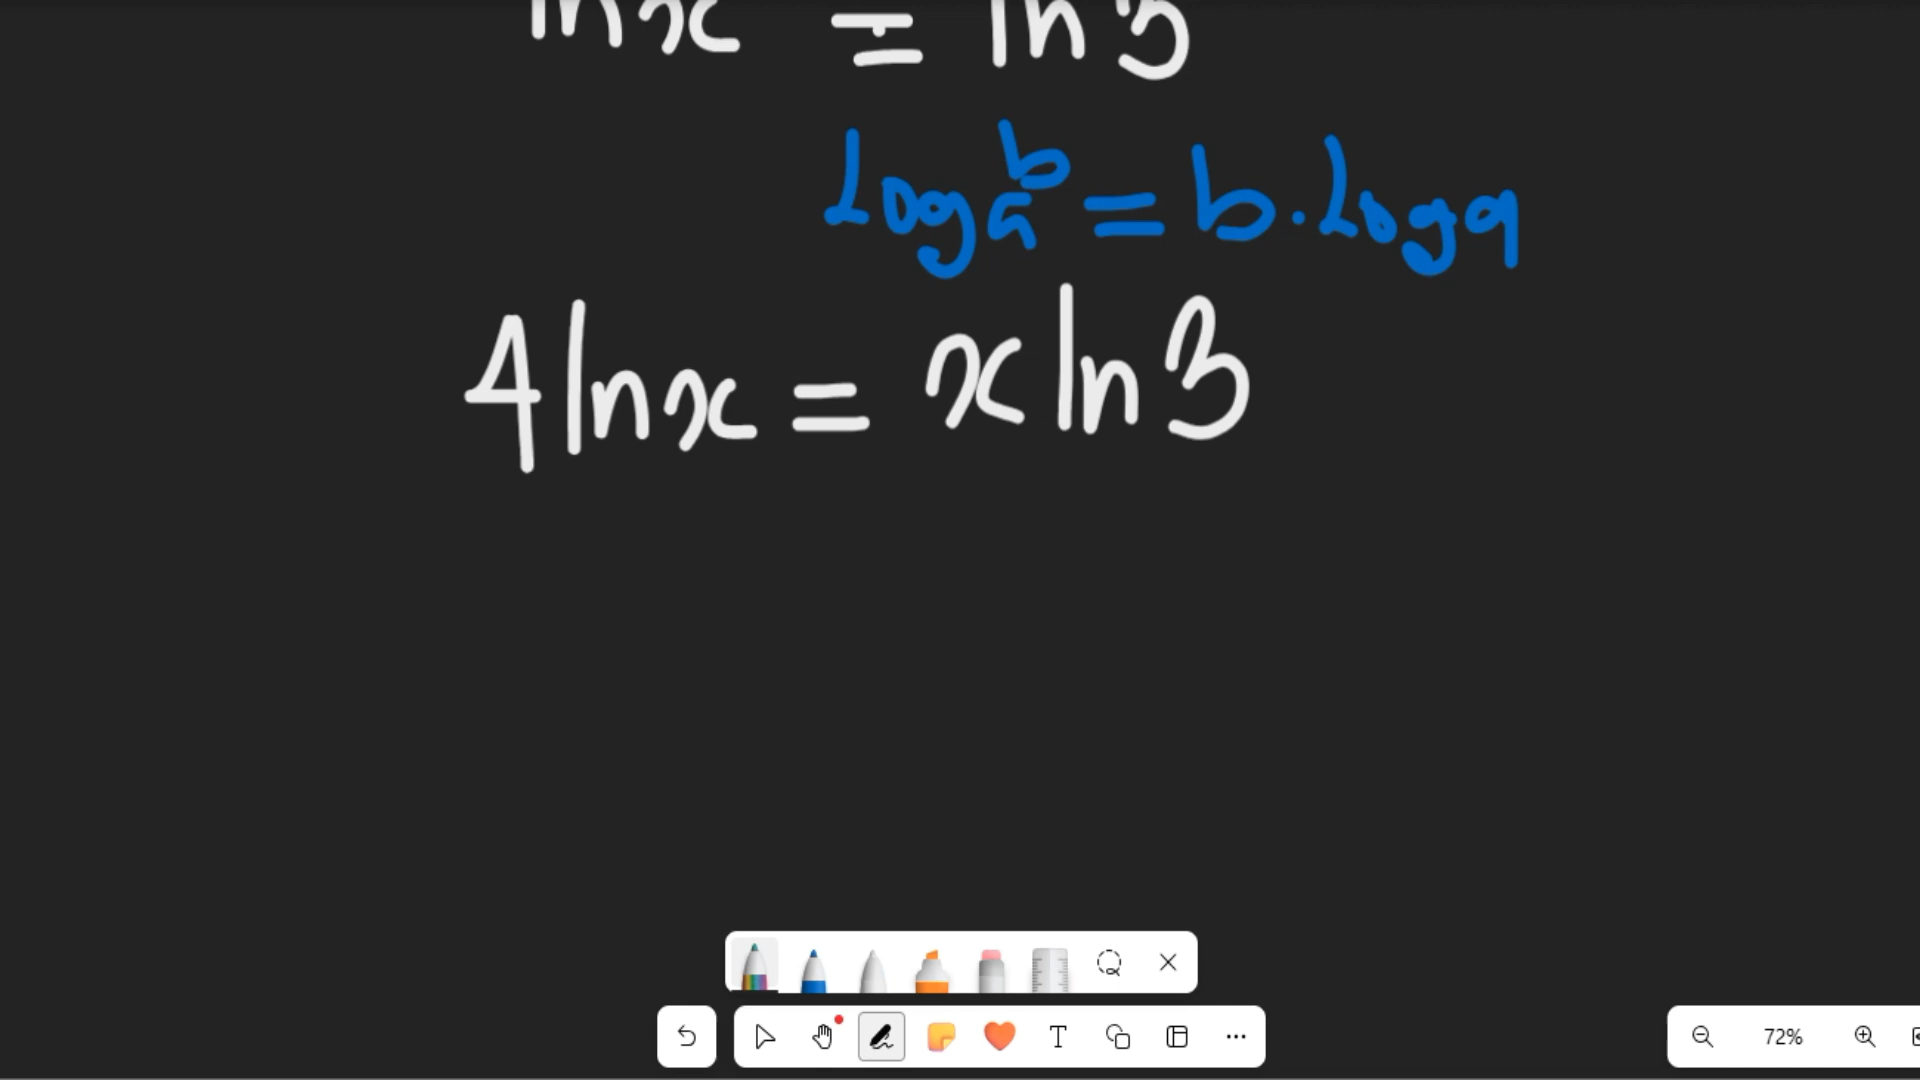 ln x = ln 3
Log a^b = b . Log a
4 ln x = x ln 3
T
72%